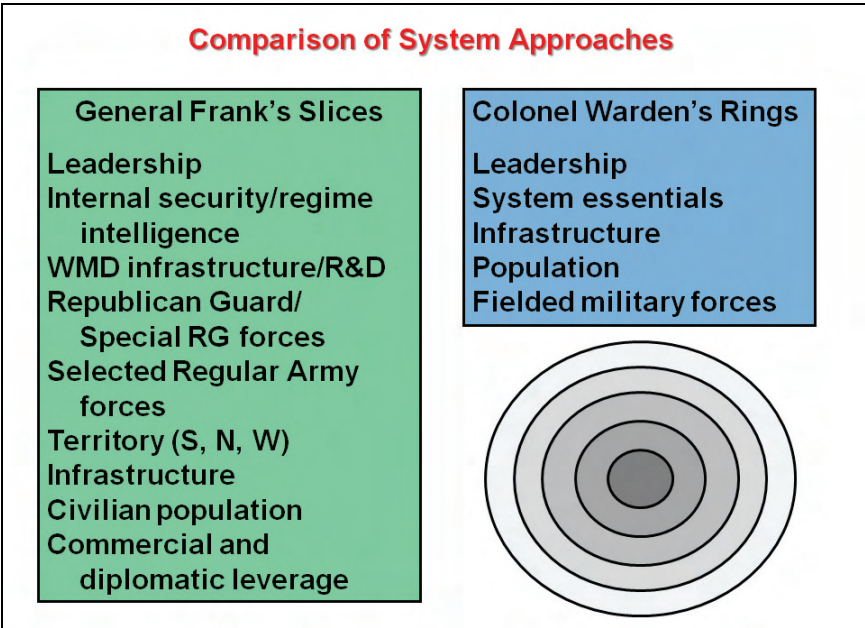 Comparison of System Approaches
General Frank's Slices
Leadership
Internal security/regime
intelligence
WMD infrastructure/R&D
Republican Guard/
Special RG forces
Selected Regular Army
forces
Territory (S, N, W)
Infrastructure
Civilian population
Commercial and
diplomatic leverage
Colonel Warden's Rings
Leadership
System essentials
Infrastructure
Population
Fielded military forces